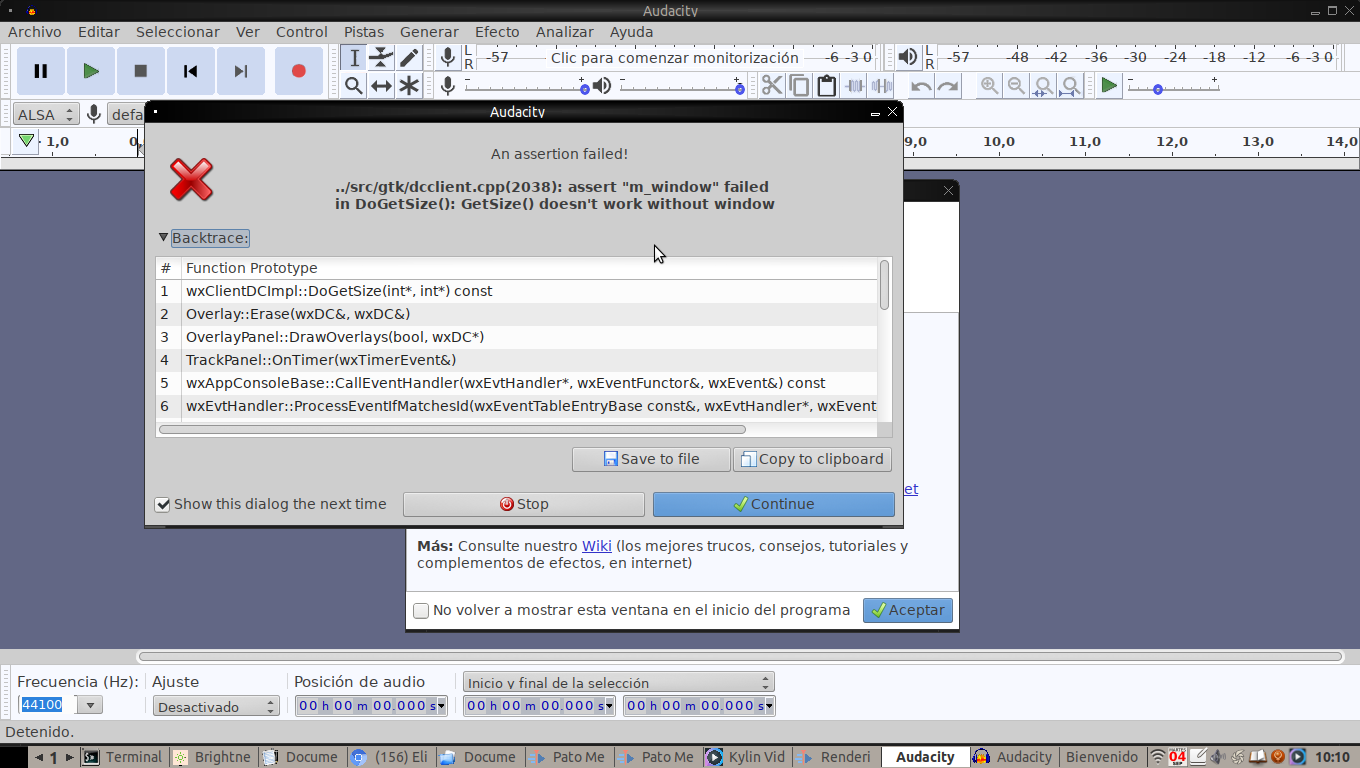 Audacity
Archivo Editar Seleccionar Ver Control Pistas Generar Efecto Analizar Ayuda
L
R
-57 Clic para comenzar monitorización -6 -3 0
L
R
-57 -48 -42 -36 -30 -24 -18 -12 -6 -3 0
ALSA defa
1,0 0, 9,0 10,0 11,0 12,0 13,0 14,0
Audacity
An assertion failed!
../src/gtk/dcclient.cpp(2038): assert "m_window" failed
in DoGetSize(): GetSize() doesn't work without window
Backtrace:
# Function Prototype
1 wxClientDCImpl::DoGetSize(int*, int*) const
2 Overlay::Erase(wxDC&, wxDC&)
3 OverlayPanel::DrawOverlays(bool, wxDC*)
4 TrackPanel::OnTimer(wxTimerEvent&)
5 wxAppConsoleBase::CallEventHandler(wxEvtHandler*, wxEventFunctor&, wxEvent&) const
6 wxEvtHandler::ProcessEventIfMatchesId(wxEventTableEntryBase const&, wxEvtHandler*, wxEvent
Save to file Copy to clipboard
Show this dialog the next time Stop Continue
et
Más: Consulte nuestro Wiki (los mejores trucos, consejos, tutoriales y
complementos de efectos, en internet)
No volver a mostrar esta ventana en el inicio del programa Aceptar
Frecuencia (Hz): Ajuste Posición de audio Inicio y final de la selección
44100 Desactivado 00 h 00 m 00.000 s 00 h 00 m 00.000 s 00 h 00 m 00.000 s
Detenido.
1 Terminal Brightne Docume (156) Eli Docume Pato Me Pato Me Kylin Vid Renderi Audacity Audacity Bienvenido MARTES 04 SEP 10:10